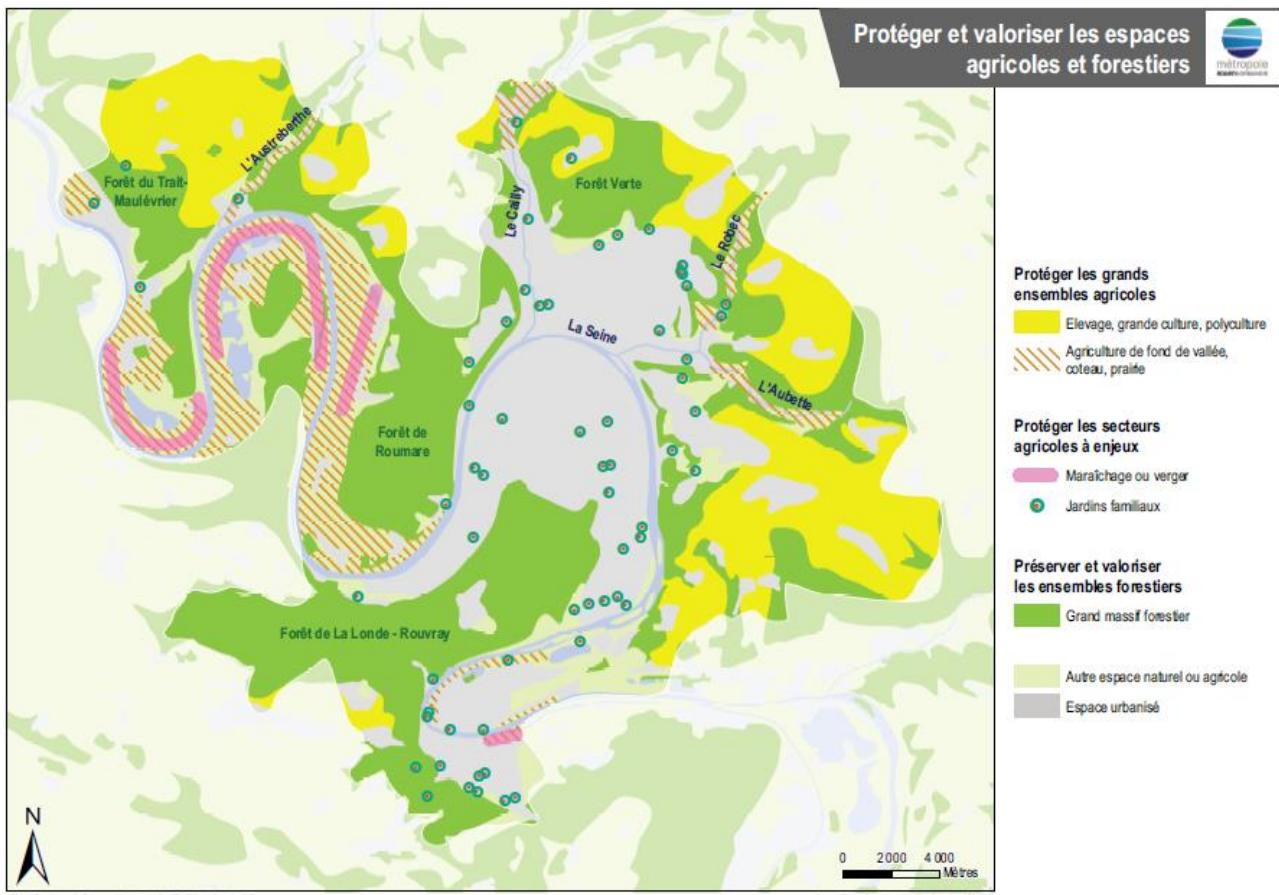 Protéger et valoriser les espaces
agricoles et forestiers
métropole
L'Austreberthe
Forêt du Trait-
Maulévrier
Le Cailly
Forêt Verte
Le Robec
La Seine
L'Aubette
Forêt de
Roumare
Forêt de La Londe - Rouvray
N
0 2 000 4 000
Mètres
Protéger les grands
ensembles agricoles
Elevage, grande culture, polyculture
Agriculture de fond de vallée,
coteau, prairie
Protéger les secteurs
agricoles à enjeux
Maraîchage ou verger
Jardins familiaux
Préserver et valoriser
les ensembles forestiers
Grand massif forestier
Autre espace naturel ou agricole
Espace urbanisé